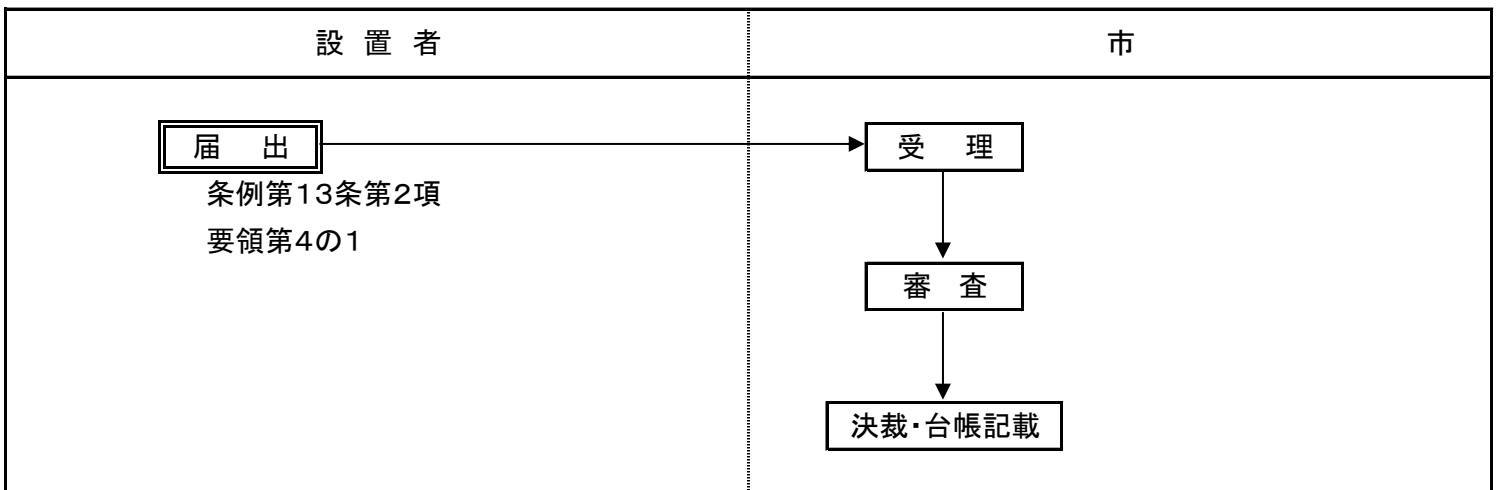 設 置 者
市
届 出
受 理
条例第13条第2項
要領第4の1
審 査
決裁・台帳記載